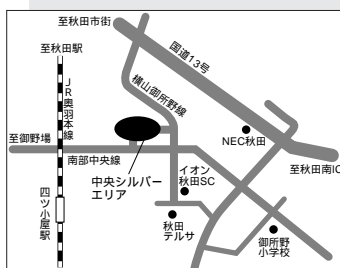 至秋田市街
至秋田駅
国道13号
JR奥羽本線
横山御所野線
至御野場
NEC秋田
南部中央線
至秋田南IC
中央シルバー
エリア
イオン
秋田SC
四ツ小屋駅
秋田
テルサ
御所野
小学校